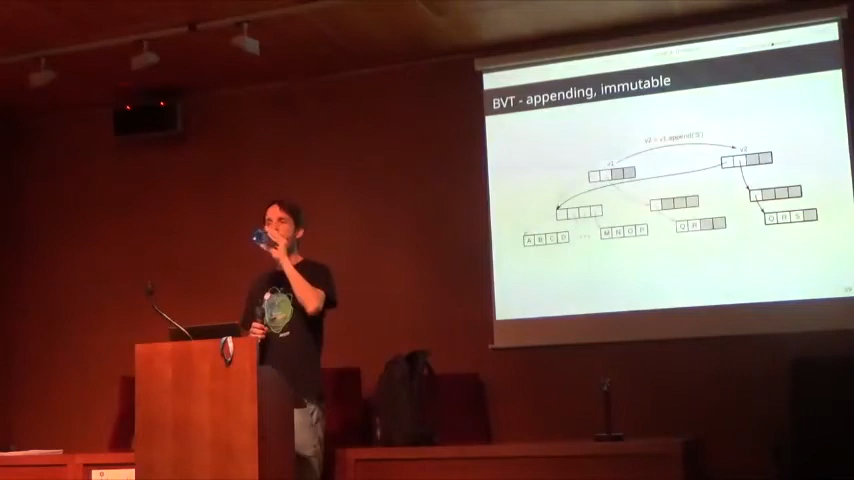 BVT - appending, immutable
v2 = v1.append('S')
v1
v2
A B C D
...
M N O P
Q R
Q R S